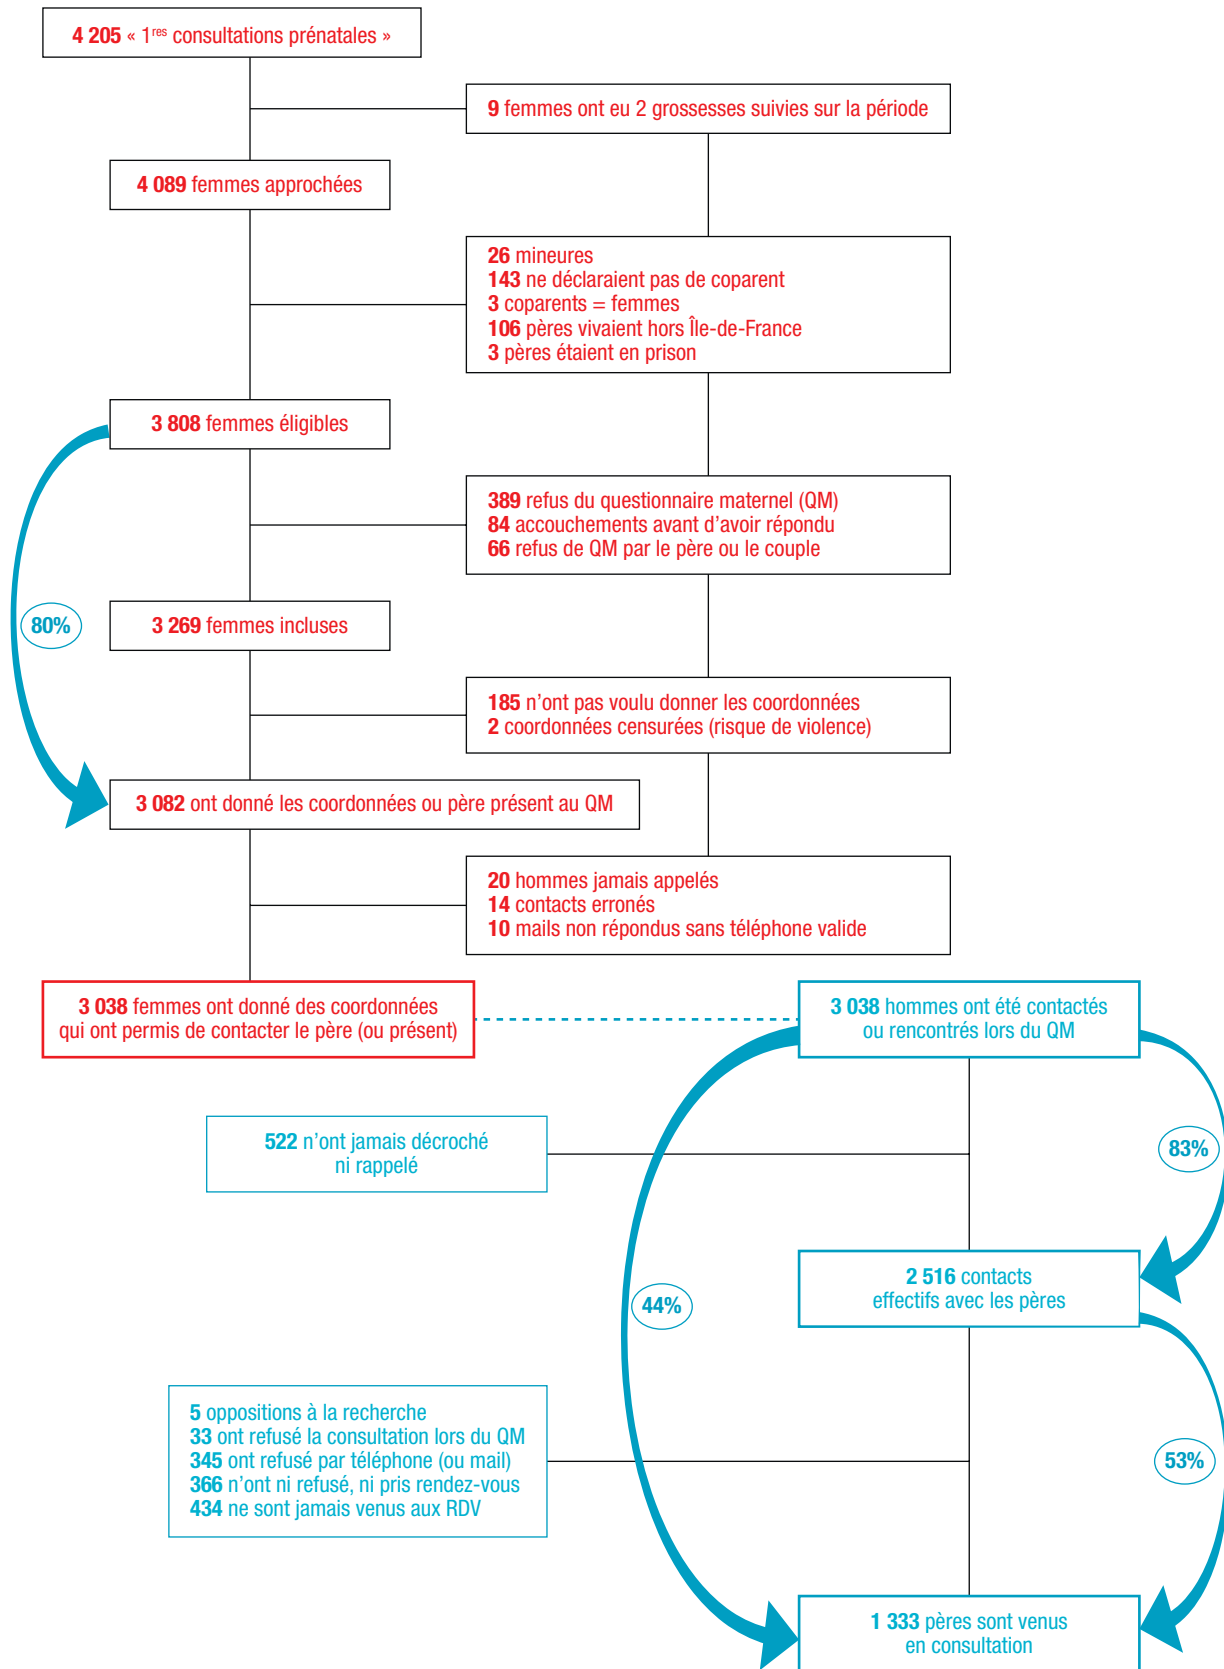 4 205 « 1res consultations prénatales »
9 femmes ont eu 2 grossesses suivies sur la période
4 089 femmes approchées
26 mineures
143 ne déclaraient pas de coparent
3 coparents = femmes
106 pères vivaient hors Île-de-France
3 pères étaient en prison
3 808 femmes éligibles
389 refus du questionnaire maternel (QM)
84 accouchements avant d’avoir répondu
66 refus de QM par le père ou le couple
80%
3 269 femmes incluses
185 n’ont pas voulu donner les coordonnées
2 coordonnées censurées (risque de violence)
3 082 ont donné les coordonnées ou père présent au QM
20 hommes jamais appelés
14 contacts erronés
10 mails non répondus sans téléphone valide
3 038 femmes ont donné des coordonnées
qui ont permis de contacter le père (ou présent)
3 038 hommes ont été contactés
ou rencontrés lors du QM
522 n’ont jamais décroché
ni rappelé
83%
2 516 contacts
effectifs avec les pères
44%
5 oppositions à la recherche
33 ont refusé la consultation lors du QM
345 ont refusé par téléphone (ou mail)
366 n’ont ni refusé, ni pris rendez-vous
434 ne sont jamais venus aux RDV
53%
1 333 pères sont venus
en consultation